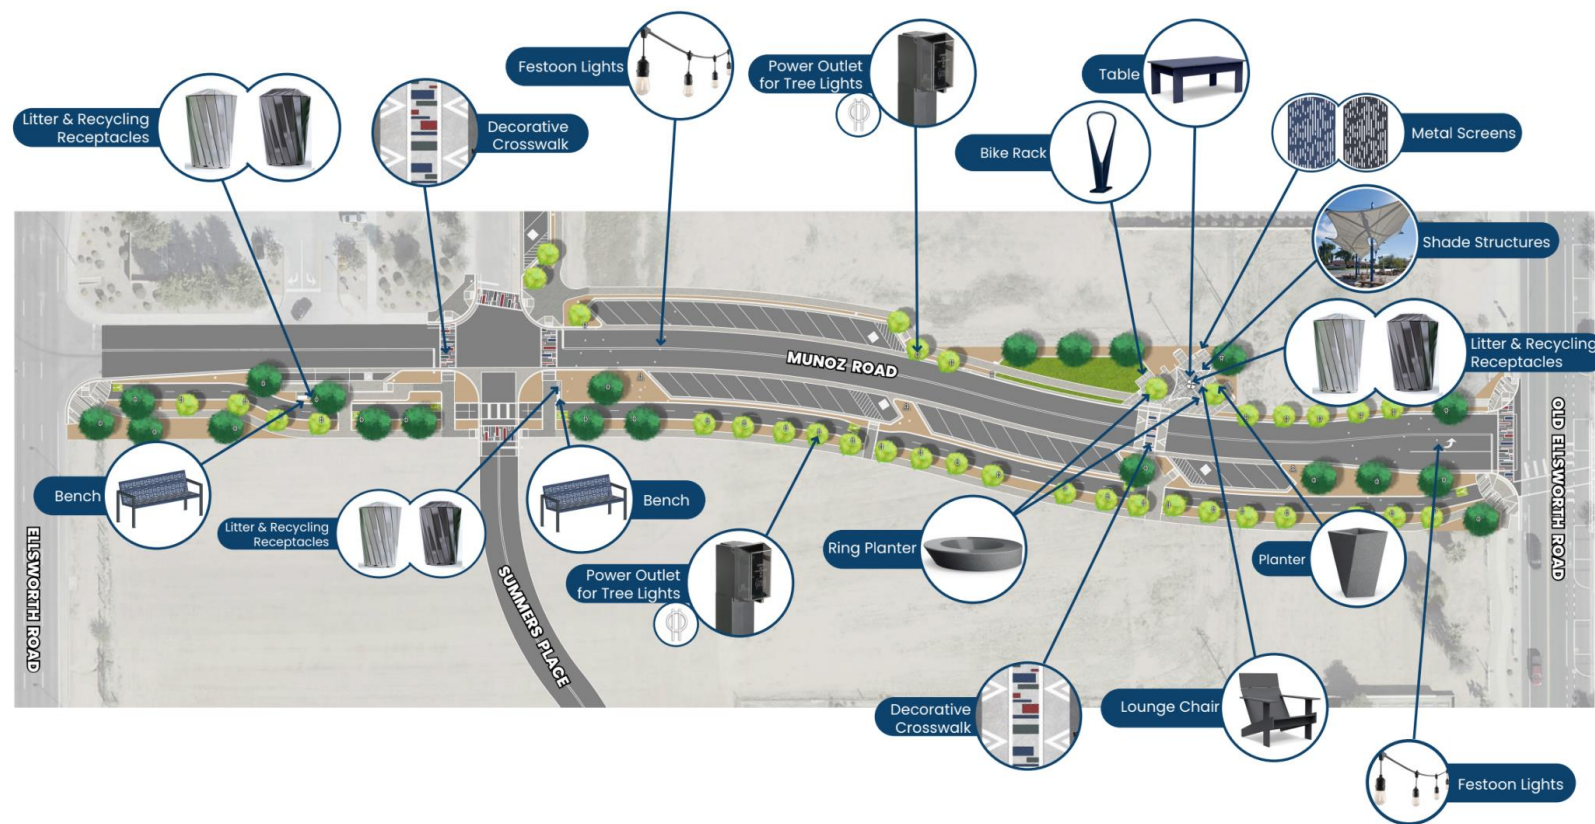 Festoon Lights
Power Outlet
for Tree Lights
Table
Litter & Recycling
Receptacles
Decorative
Crosswalk
Bike Rack
Metal Screens
Shade Structures
Litter & Recycling
Receptacles
MUNOZ ROAD
OLD ELLSWORTH ROAD
Bench
Litter & Recycling
Receptacles
Bench
ELLSWORTH ROAD
SUMMERS PLACE
Power Outlet
for Tree Lights
Ring Planter
Planter
Decorative
Crosswalk
Lounge Chair
Festoon Lights